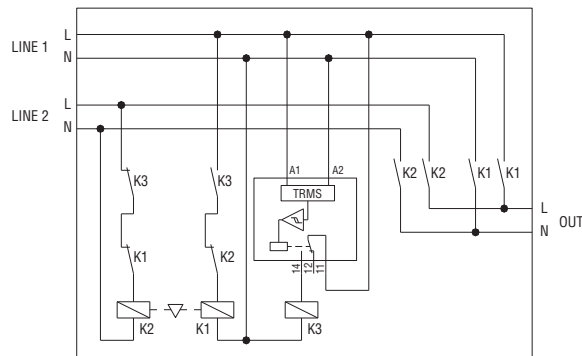 L
LINE 1
N
L
LINE 2
N
A1 A2
K3 K3 TRMS K2 K2 K1 K1
L
OUT
N
K1 K2
14 12 11
K2 K1 K3